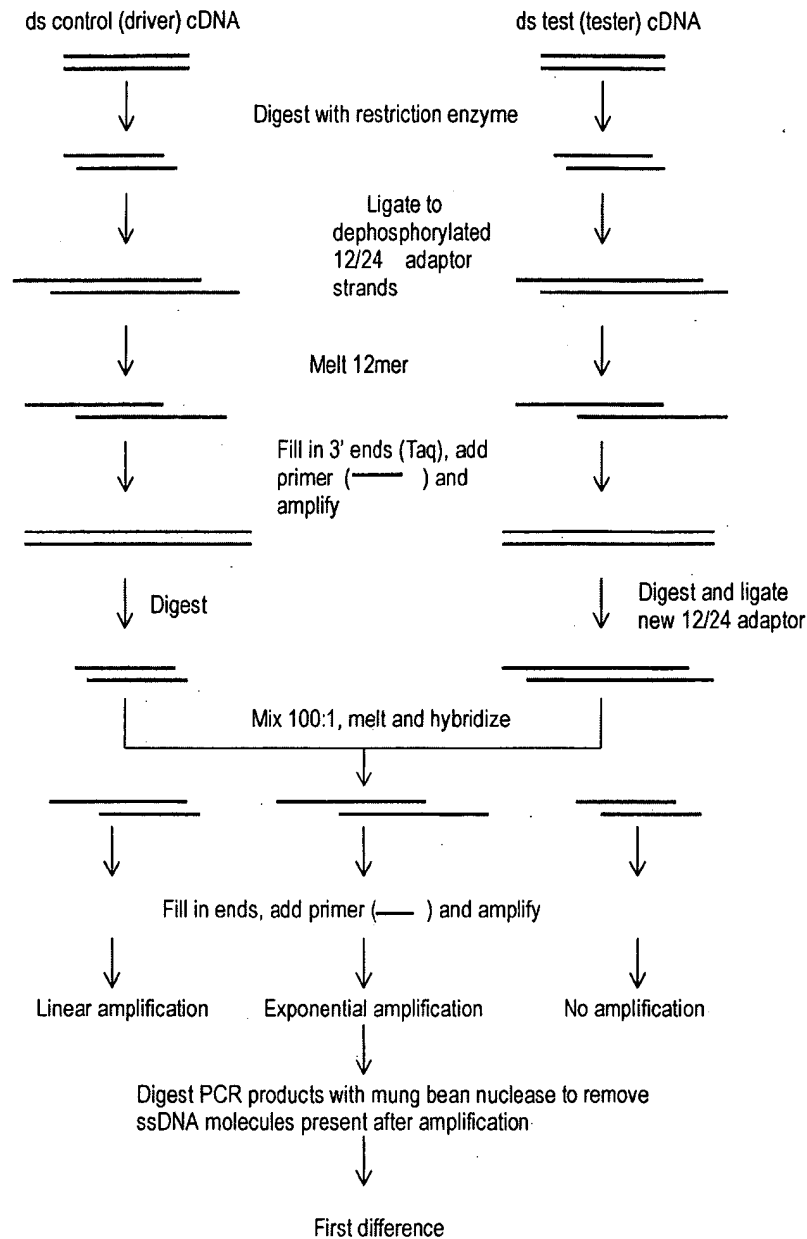 ds control (driver) cDNA
ds test (tester) cDNA
Digest with restriction enzyme
Ligate to
dephosphorylated
12/24 adaptor
strands
Melt 12mer
Fill in 3' ends (Taq), add
primer ( ) and
amplify
Digest
Digest and ligate
new 12/24 adaptor
Mix 100:1, melt and hybridize
Fill in ends, add primer ( ) and amplify
Linear amplification
Exponential amplification
No amplification
Digest PCR products with mung bean nuclease to remove
ssDNA molecules present after amplification
First difference